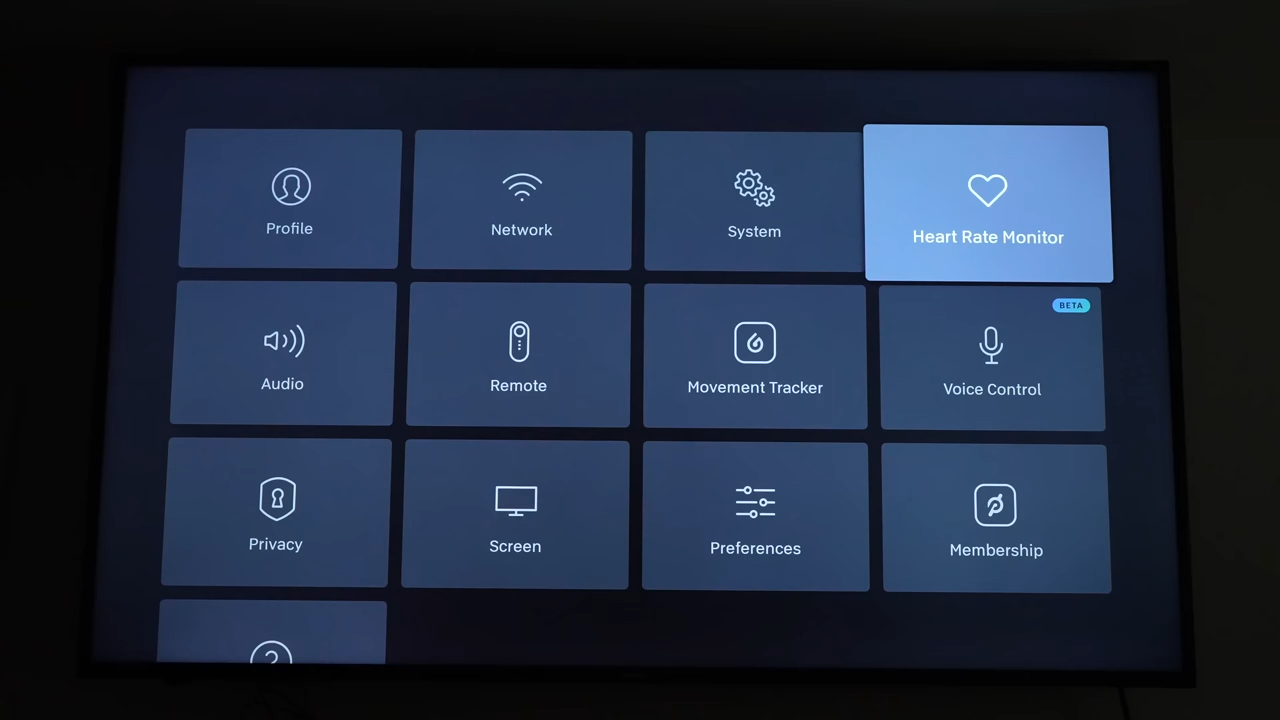 Profile
Network
System
Heart Rate Monitor
Audio
Remote
Movement Tracker
BETA
Voice Control
Privacy
Screen
Preferences
Membership
?